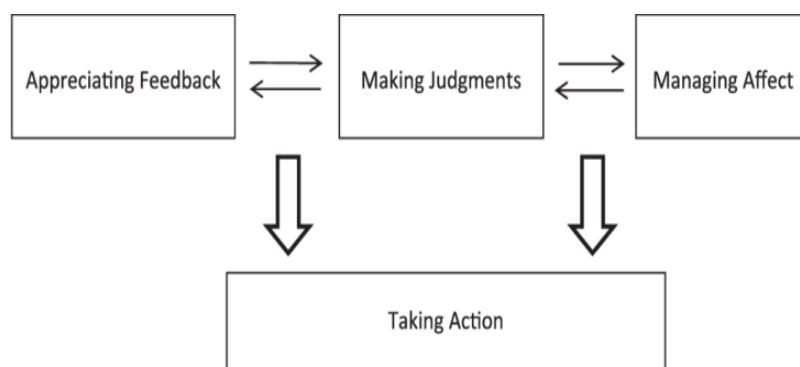 Appreciating Feedback
Making Judgments
Managing Affect
Taking Action